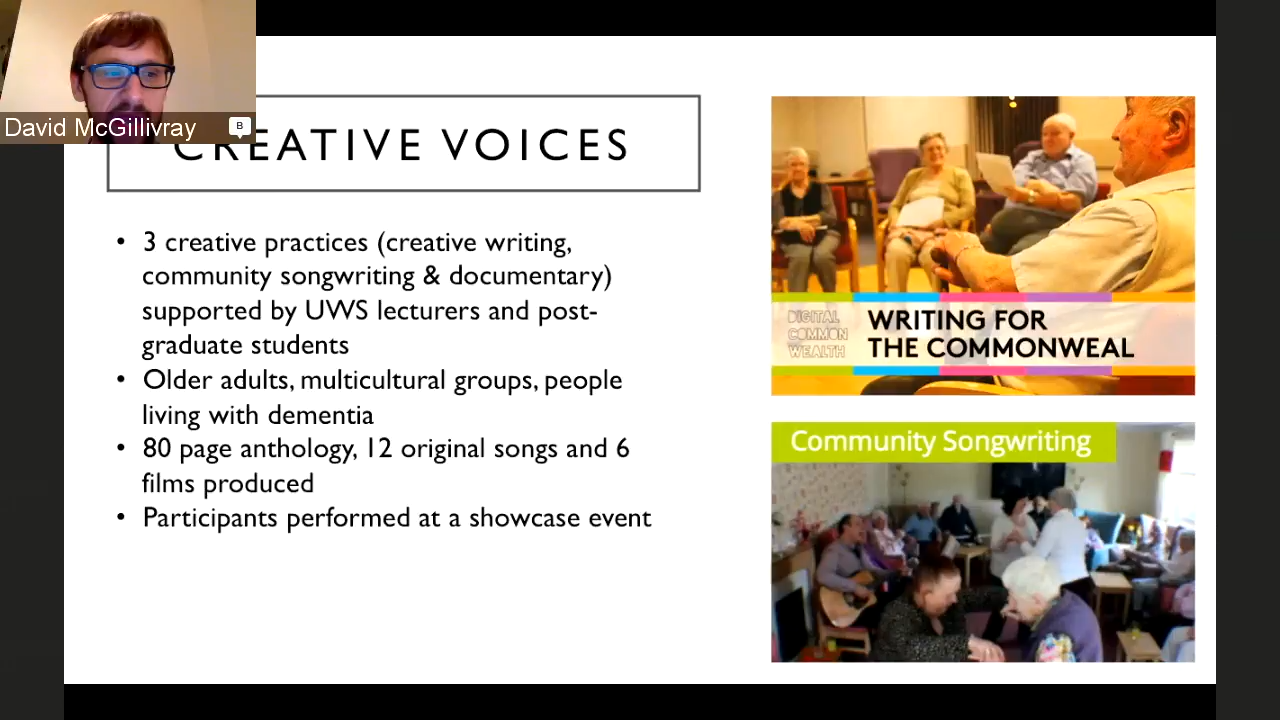 David McGillivray
B
CREATIVE VOICES
• 3 creative practices (creative writing,
community songwriting & documentary)
supported by UWS lecturers and post-
graduate students
• Older adults, multicultural groups, people
living with dementia
• 80 page anthology, 12 original songs and 6
films produced
• Participants performed at a showcase event
DIGITAL
COMMON
WEALTH
WRITING FOR
THE COMMONWEAL
Community Songwriting